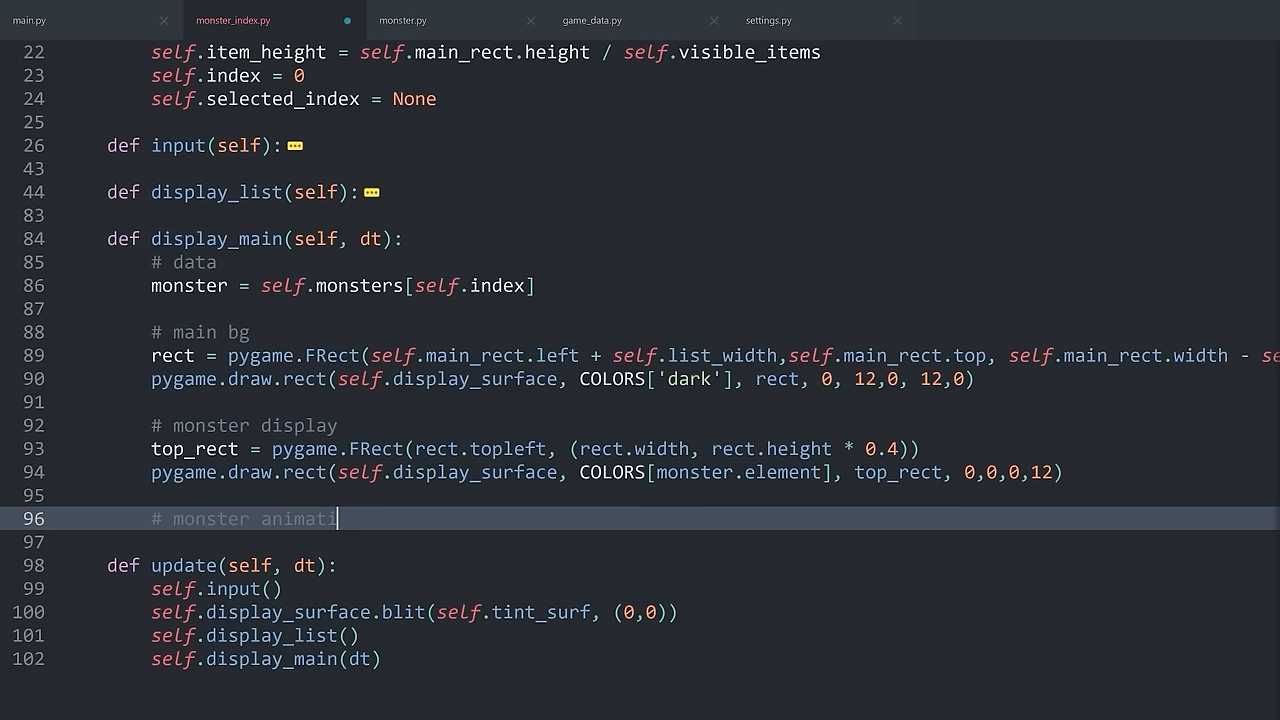 main.py monster_index.py monster.py game_data.py settings.py
22 self.item_height = self.main_rect.height / self.visible_items
23 self.index = 0
24 self.selected_index = None
25
26 def input(self):
43
44 def display_list(self):
83
84 def display_main(self, dt):
85 # data
86 monster = self.monsters[self.index]
87
88 # main bg
89 rect = pygame.FRect(self.main_rect.left + self.list_width,self.main_rect.top, self.main_rect.width - se
90 pygame.draw.rect(self.display_surface, COLORS['dark'], rect, 0, 12,0, 12,0)
91
92 # monster display
93 top_rect = pygame.FRect(rect.topleft, (rect.width, rect.height * 0.4))
94 pygame.draw.rect(self.display_surface, COLORS[monster.element], top_rect, 0,0,0,12)
95
96 # monster animati
97
98 def update(self, dt):
99 self.input()
100 self.display_surface.blit(self.tint_surf, (0,0))
101 self.display_list()
102 self.display_main(dt)